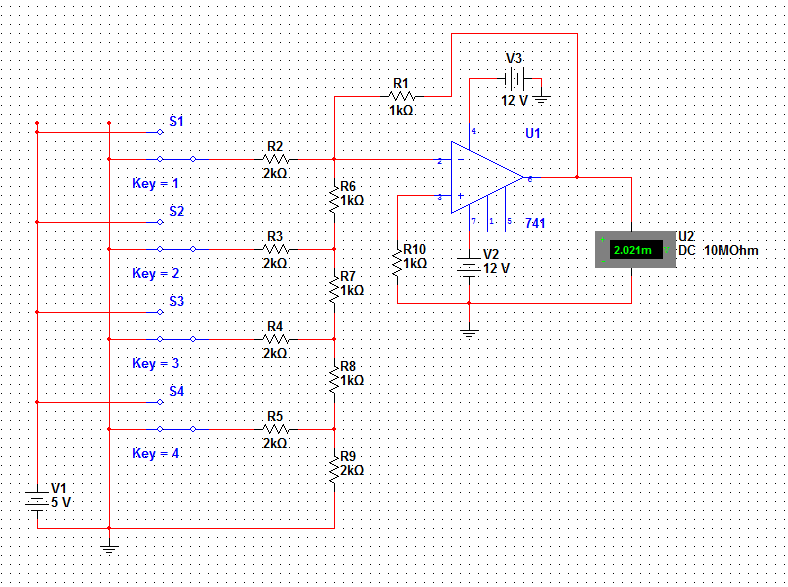 V3
12 V
R1
1kΩ
S1
4
U1
R2
2kΩ
2
6
Key = 1
R6
1kΩ
3
S2
7 1 5
741
R3
2kΩ
R10
1kΩ
V2
12 V
U2
DC 10MOhm
2.021m
Key = 2
R7
1kΩ
S3
R4
2kΩ
Key = 3
R8
1kΩ
S4
R5
2kΩ
Key = 4
R9
2kΩ
V1
5 V